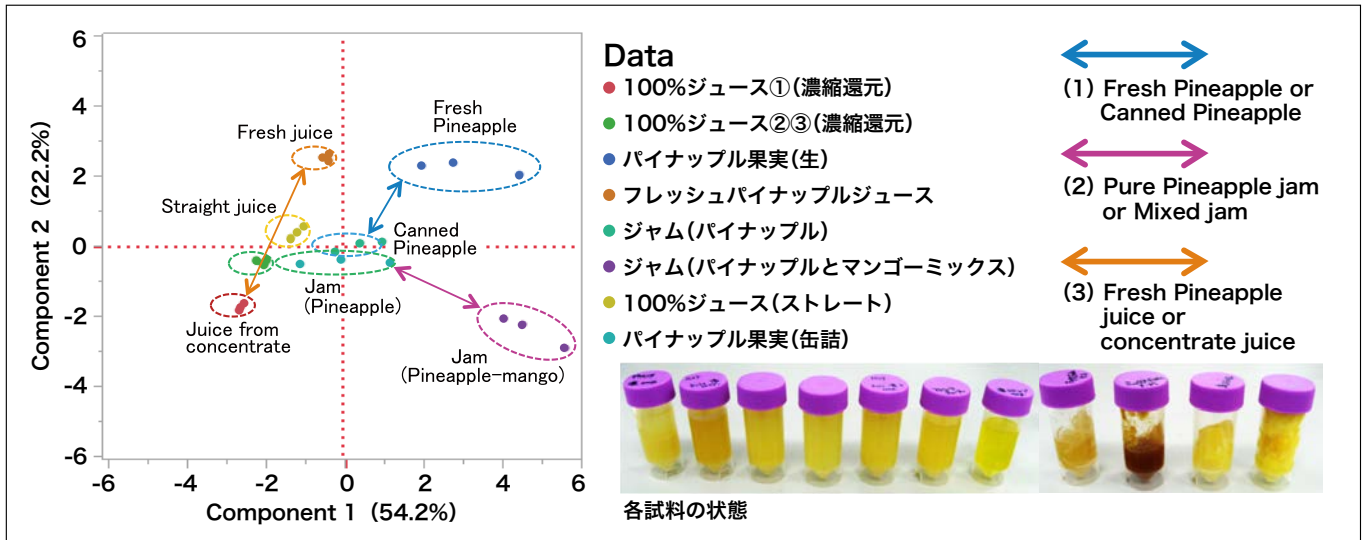 6
4
2
0
-2
-4
-6
-6
-4
-2
0
2
4
6
Component 2 (22.2%)
Component 1 (54.2%)
Fresh juice
Fresh
Pineapple
Straight juice
Canned
Pineapple
Jam
(Pineapple)
Juice from
concentrate
Jam
(Pineapple-mango)
Data
100%ジュース①(濃縮還元)
100%ジュース②③(濃縮還元)
パイナップル果実(生)
フレッシュパイナップルジュース
ジャム(パイナップル)
ジャム(パイナップルとマンゴーミックス)
100%ジュース(ストレート)
パイナップル果実(缶詰)
(1) Fresh Pineapple or
Canned Pineapple
(2) Pure Pineapple jam
or Mixed jam
(3) Fresh Pineapple
juice or
concentrate juice
各試料の状態